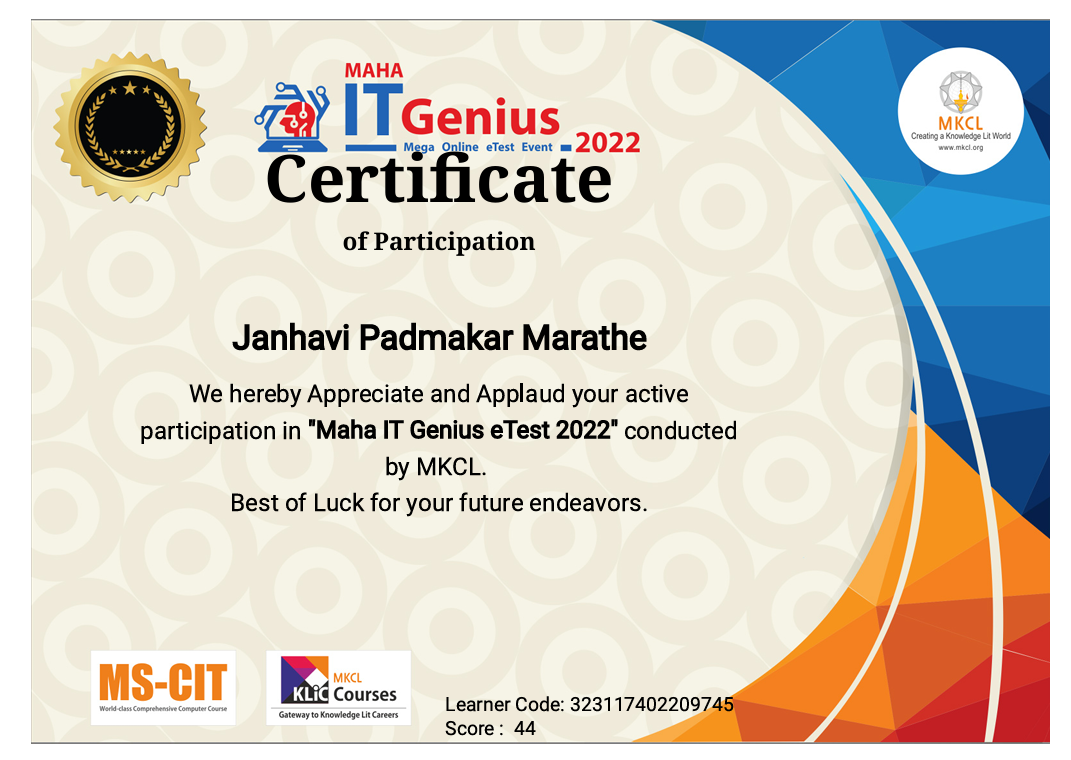 MAHA
IT Genius
Mega Online eTest Event 2022
Certificate
of Participation
MKCL
Creating a Knowledge Lit World
www.mkcl.org
Janhavi Padmakar Marathe
We hereby Appreciate and Applaud your active
participation in "Maha IT Genius eTest 2022" conducted
by MKCL.
Best of Luck for your future endeavors.
MS-CIT
World-class Comprehensive Computer Course
MKCL
KLiC Courses
Gateway to Knowledge Lit Careers
Learner Code: 323117402209745
Score : 44